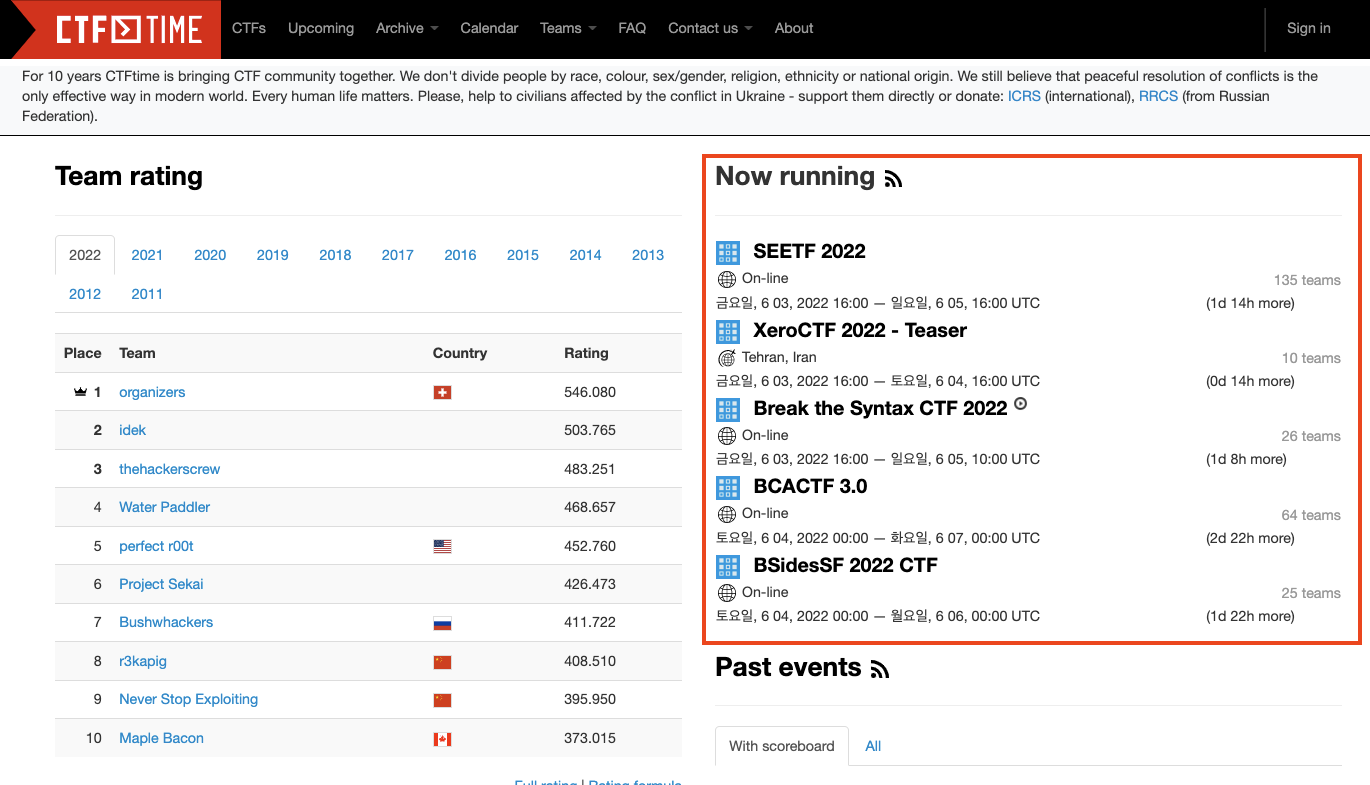 CTF TIME
CTFs Upcoming Archive Calendar Teams FAQ Contact us About Sign in
For 10 years CTFtime is bringing CTF community together. We don't divide people by race, colour, sex/gender, religion, ethnicity or national origin. We still believe that peaceful resolution of conflicts is the
only effective way in modern world. Every human life matters. Please, help to civilians affected by the conflict in Ukraine - support them directly or donate: ICRS (international), RRCS (from Russian
Federation).
Team rating
2022 2021 2020 2019 2018 2017 2016 2015 2014 2013
2012 2011
Place Team Country Rating
1 organizers 546.080
2 idek 503.765
3 thehackerscrew 483.251
4 Water Paddler 468.657
5 perfect r00t 452.760
6 Project Sekai 426.473
7 Bushwhackers 411.722
8 r3kapig 408.510
9 Never Stop Exploiting 395.950
10 Maple Bacon 373.015
Full rating | Rating formula
Now running
SEETF 2022
On-line 135 teams
금요일, 6 03, 2022 16:00 — 일요일, 6 05, 16:00 UTC (1d 14h more)
XeroCTF 2022 - Teaser
Tehran, Iran 10 teams
금요일, 6 03, 2022 16:00 — 토요일, 6 04, 16:00 UTC (0d 14h more)
Break the Syntax CTF 2022
On-line 26 teams
금요일, 6 03, 2022 16:00 — 일요일, 6 05, 10:00 UTC (1d 8h more)
BCACTF 3.0
On-line 64 teams
토요일, 6 04, 2022 00:00 — 화요일, 6 07, 00:00 UTC (2d 22h more)
BSidesSF 2022 CTF
On-line 25 teams
토요일, 6 04, 2022 00:00 — 월요일, 6 06, 00:00 UTC (1d 22h more)
Past events
With scoreboard All